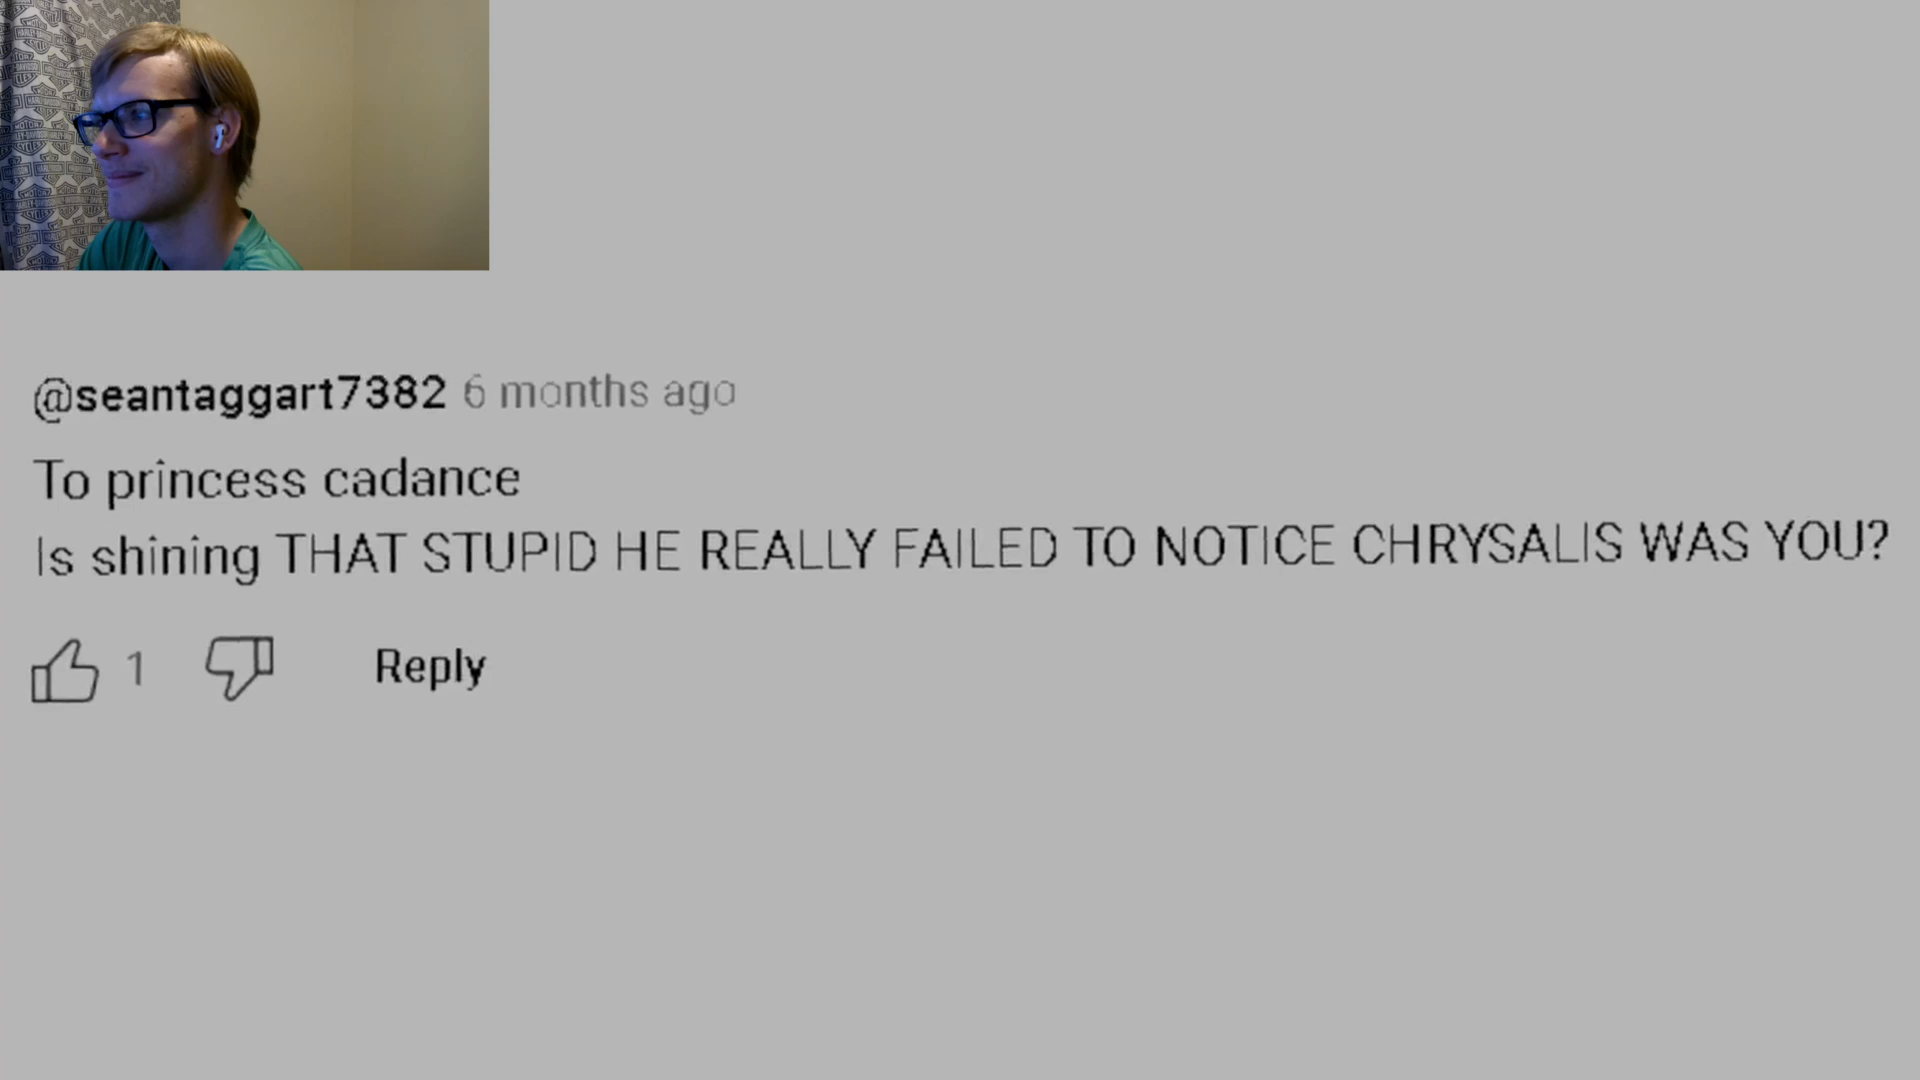 @seantaggart7382 6 months ago
To princess cadance
Is shining THAT STUPID HE REALLY FAILED TO NOTICE CHRYSALIS WAS YOU?
1 Reply